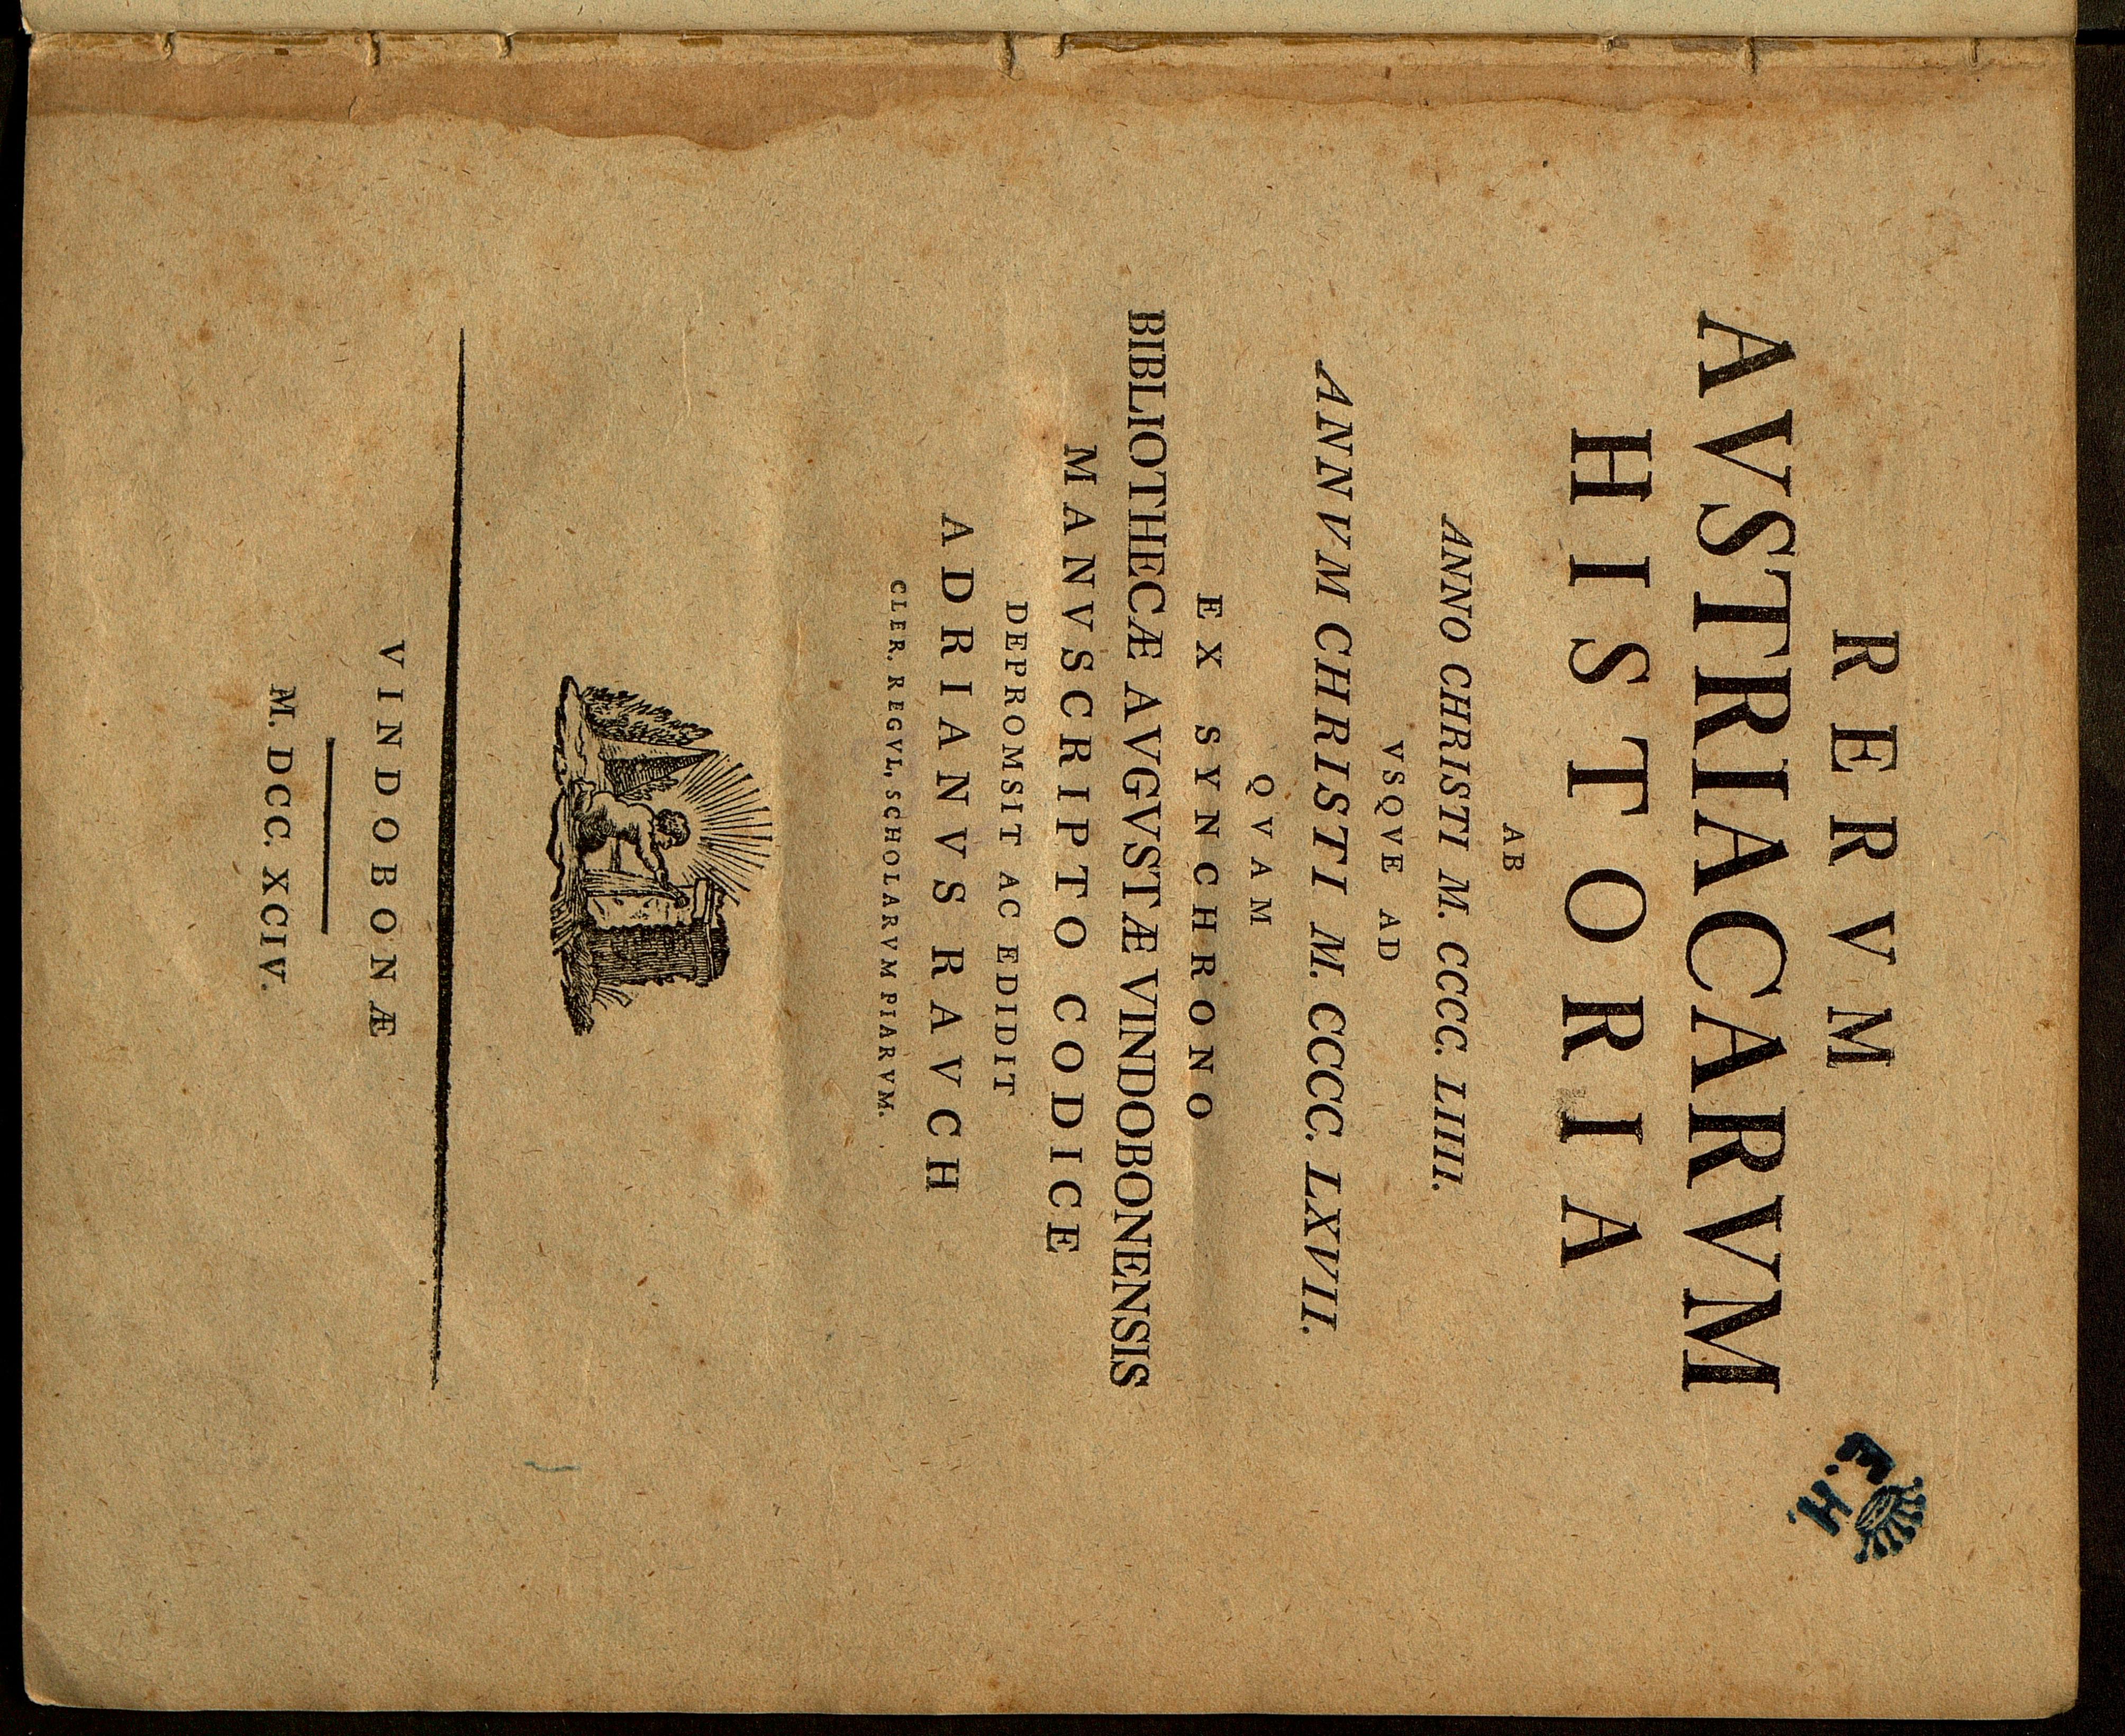 RERVM
AVSTRIACARVM
HISTORIA
AB
ANNO CHRISTI M. CCCC. LIIII.
VSQVE AD
ANNVM CHRISTI M. CCCC. LXVII.
QVAM
EX SYNCHRONO
BIBLIOTHECÆ AVGVSTÆ VINDOBONENSIS
MANVSCRIPTO CODICE
DEPROMSIT AC EDIDIT
ADRIANVS RAVCH
CLER. REGVL. SCHOLARVM PIARVM.
VINDOBONÆ
M. DCC. XCIV.
E.H.